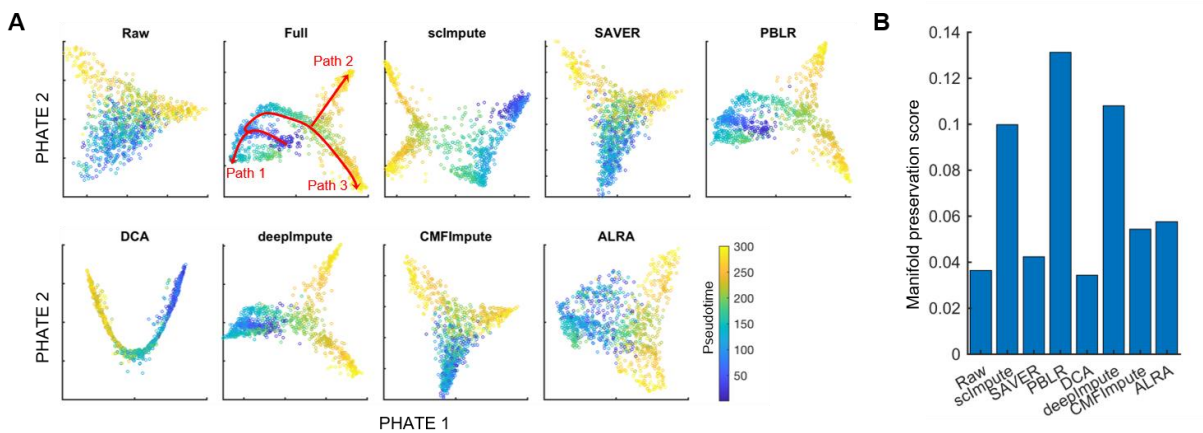 A
Raw
Full
scImpute
SAVER
PBLR
PHATE 2
Path 2
Path 1
Path 3
DCA
deepImpute
CMFImpute
ALRA
PHATE 2
PHATE 1
Pseudotime
300
250
200
150
100
50
B
Manifold preservation score
0.14
0.12
0.1
0.08
0.06
0.04
0.02
0
Raw
scImpute
SAVER
PBLR
DCA
deepImpute
CMFImpute
ALRA